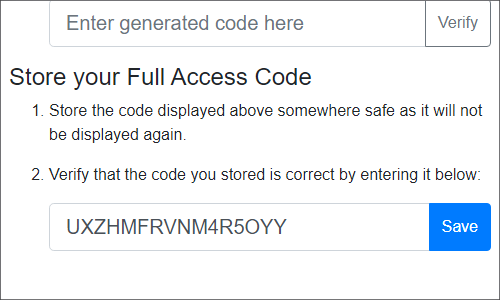 Enter generated code here
Verify
Store your Full Access Code
1. Store the code displayed above somewhere safe as it will not
be displayed again.
2. Verify that the code you stored is correct by entering it below:
UXZHMFRVNM4R5OYY
Save